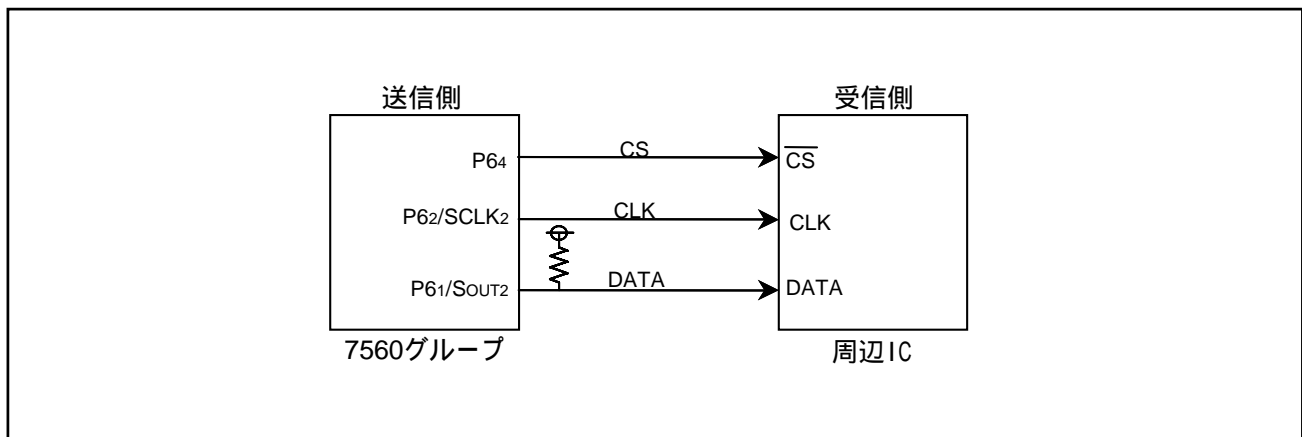 送信側 受信側
P64 CS CS
P62/SCLK2 CLK CLK
P61/SOUT2 DATA DATA
7560グループ 周辺IC